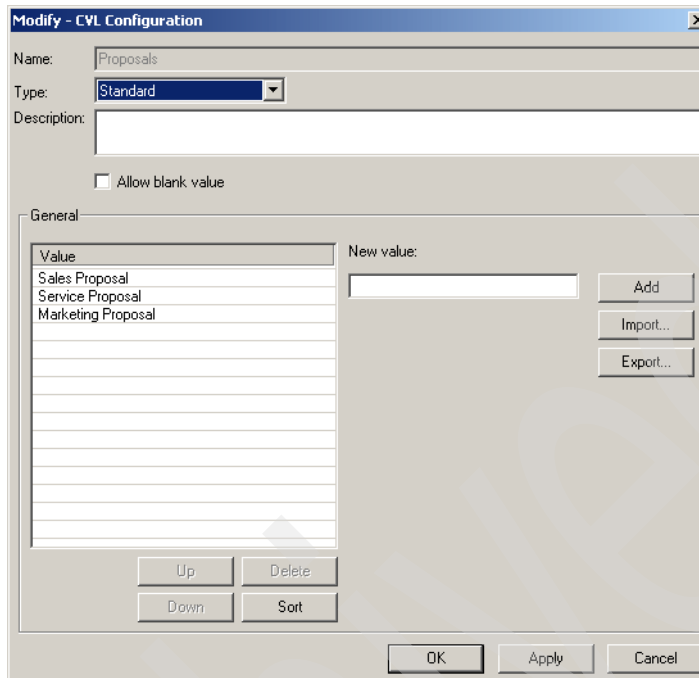 Modify - CVL Configuration
Name: Proposals
Type: Standard
Description:
Allow blank value
General
Value
Sales Proposal
Service Proposal
Marketing Proposal
New value:
Add
Import...
Export...
Up Delete
Down Sort
OK Apply Cancel